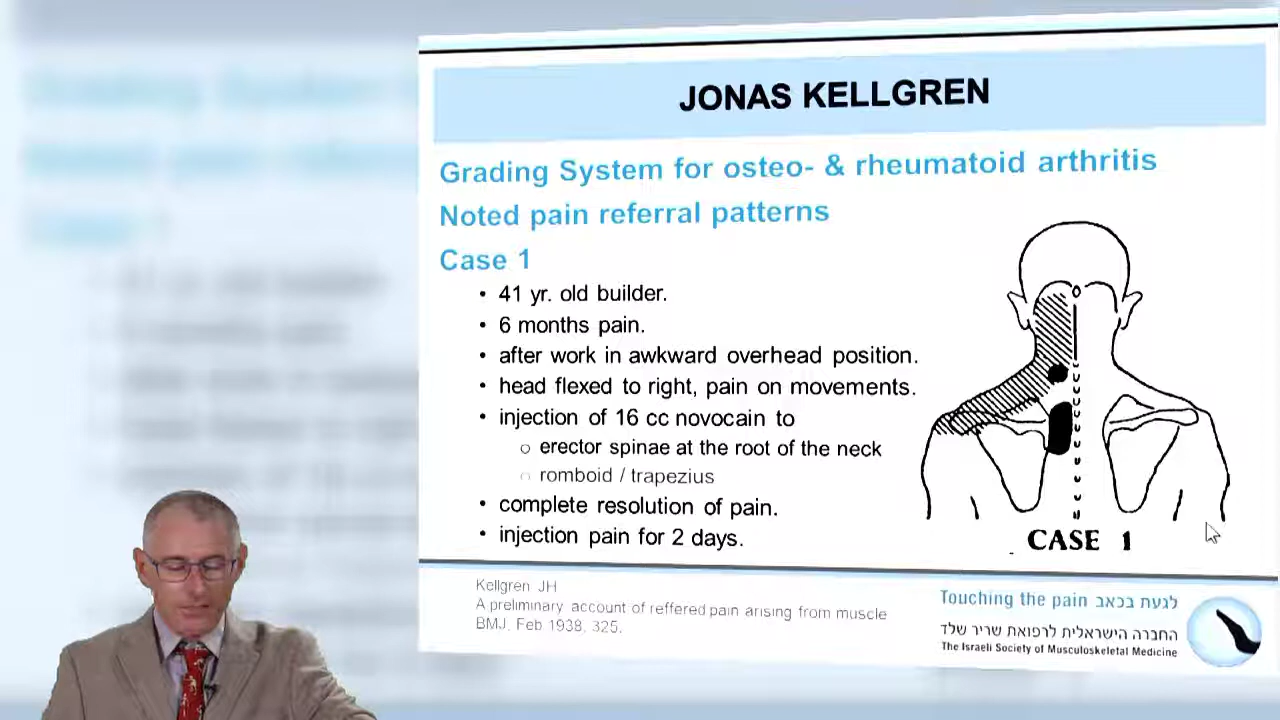 JONAS KELLGREN
Grading System for osteo- & rheumatoid arthritis
Noted pain referral patterns
Case 1
• 41 yr. old builder.
• 6 months pain.
• after work in awkward overhead position.
• head flexed to right, pain on movements.
• injection of 16 cc novocain to
o erector spinae at the root of the neck
o romboid / trapezius
• complete resolution of pain.
• injection pain for 2 days.
CASE 1
Kellgren JH
A preliminary account of reffered pain arising from muscle
BMJ, Feb 1938, 325.
Touching the pain לגעת בכאב
החברה הישראלית לרפואת שריר שלד
The Israeli Society of Musculoskeletal Medicine